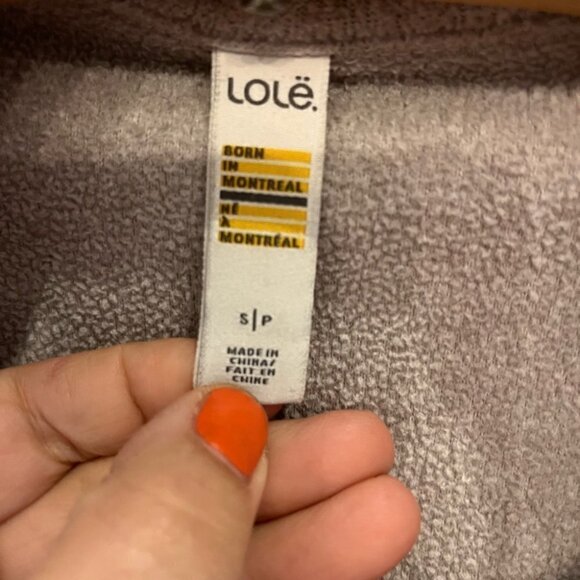 LOLË.
BORN
IN
MONTREAL
NÉ
À
MONTRÉAL
S|P
MADE IN
CHINA/
FAIT EN
CHINE